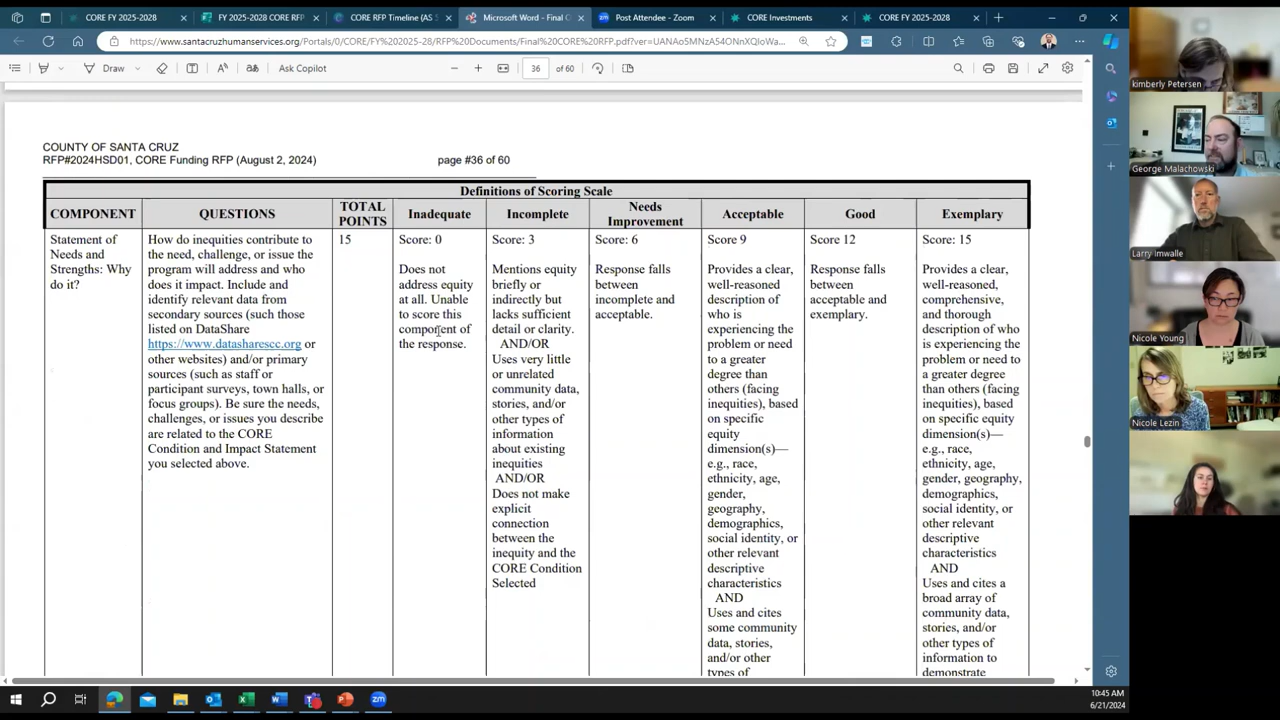 CORE FY 2025-2028
FY 2025-2028 CORE RFP
CORE RFP Timeline (AS
Microsoft Word - Final C
Post Attendee - Zoom
CORE Investments
CORE FY 2025-2028
https://www.santacruzhumanservices.org/Portals/0/CORE/FY%202025-28/RFP%20Documents/Final%20CORE%20RFP.pdf?ver=UANAo5MNzA54ONnXQloWa...
Draw
Ask Copilot
36
of 60
COUNTY OF SANTA CRUZ
RFP#2024HSD01, CORE Funding RFP (August 2, 2024)
page #36 of 60
Definitions of Scoring Scale
COMPONENT
QUESTIONS
TOTAL
POINTS
Inadequate
Incomplete
Needs
Improvement
Acceptable
Good
Exemplary
Statement of
Needs and
Strengths: Why
do it?
How do inequities contribute to
the need, challenge, or issue the
program will address and who
does it impact. Include and
identify relevant data from
secondary sources (such those
listed on DataShare
https://www.datasharescc.org or
other websites) and/or primary
sources (such as staff or
participant surveys, town halls, or
focus groups). Be sure the needs,
challenges, or issues you describe
are related to the CORE
Condition and Impact Statement
you selected above.
15
Score: 0
Does not
address equity
at all. Unable
to score this
component of
the response.
Score: 3
Mentions equity
briefly or
indirectly but
lacks sufficient
detail or clarity.
AND/OR
Uses very little
or unrelated
community data,
stories, and/or
other types of
information
about existing
inequities
AND/OR
Does not make
explicit
connection
between the
inequity and the
CORE Condition
Selected
Score: 6
Response falls
between
incomplete and
acceptable.
Score 9
Provides a clear,
well-reasoned
description of
who is
experiencing the
problem or need
to a greater
degree than
others (facing
inequities), based
on specific
equity
dimension(s)—
e.g., race,
ethnicity, age,
gender,
geography,
demographics,
social identity, or
other relevant
descriptive
characteristics
AND
Uses and cites
some community
data, stories,
and/or other
types of
Score 12
Response falls
between
acceptable and
exemplary.
Score: 15
Provides a clear,
well-reasoned,
comprehensive,
and thorough
description of who
is experiencing the
problem or need to
a greater degree
than others (facing
inequities), based
on specific equity
dimension(s)—
e.g., race,
ethnicity, age,
gender, geography,
demographics,
social identity, or
other relevant
descriptive
characteristics
AND
Uses and cites a
broad array of
community data,
stories, and/or
other types of
information to
demonstrate
kimberly Petersen
George Malachowski
Larry imwalle
Nicole Young
Nicole Lezin
10:45 AM
6/21/2024